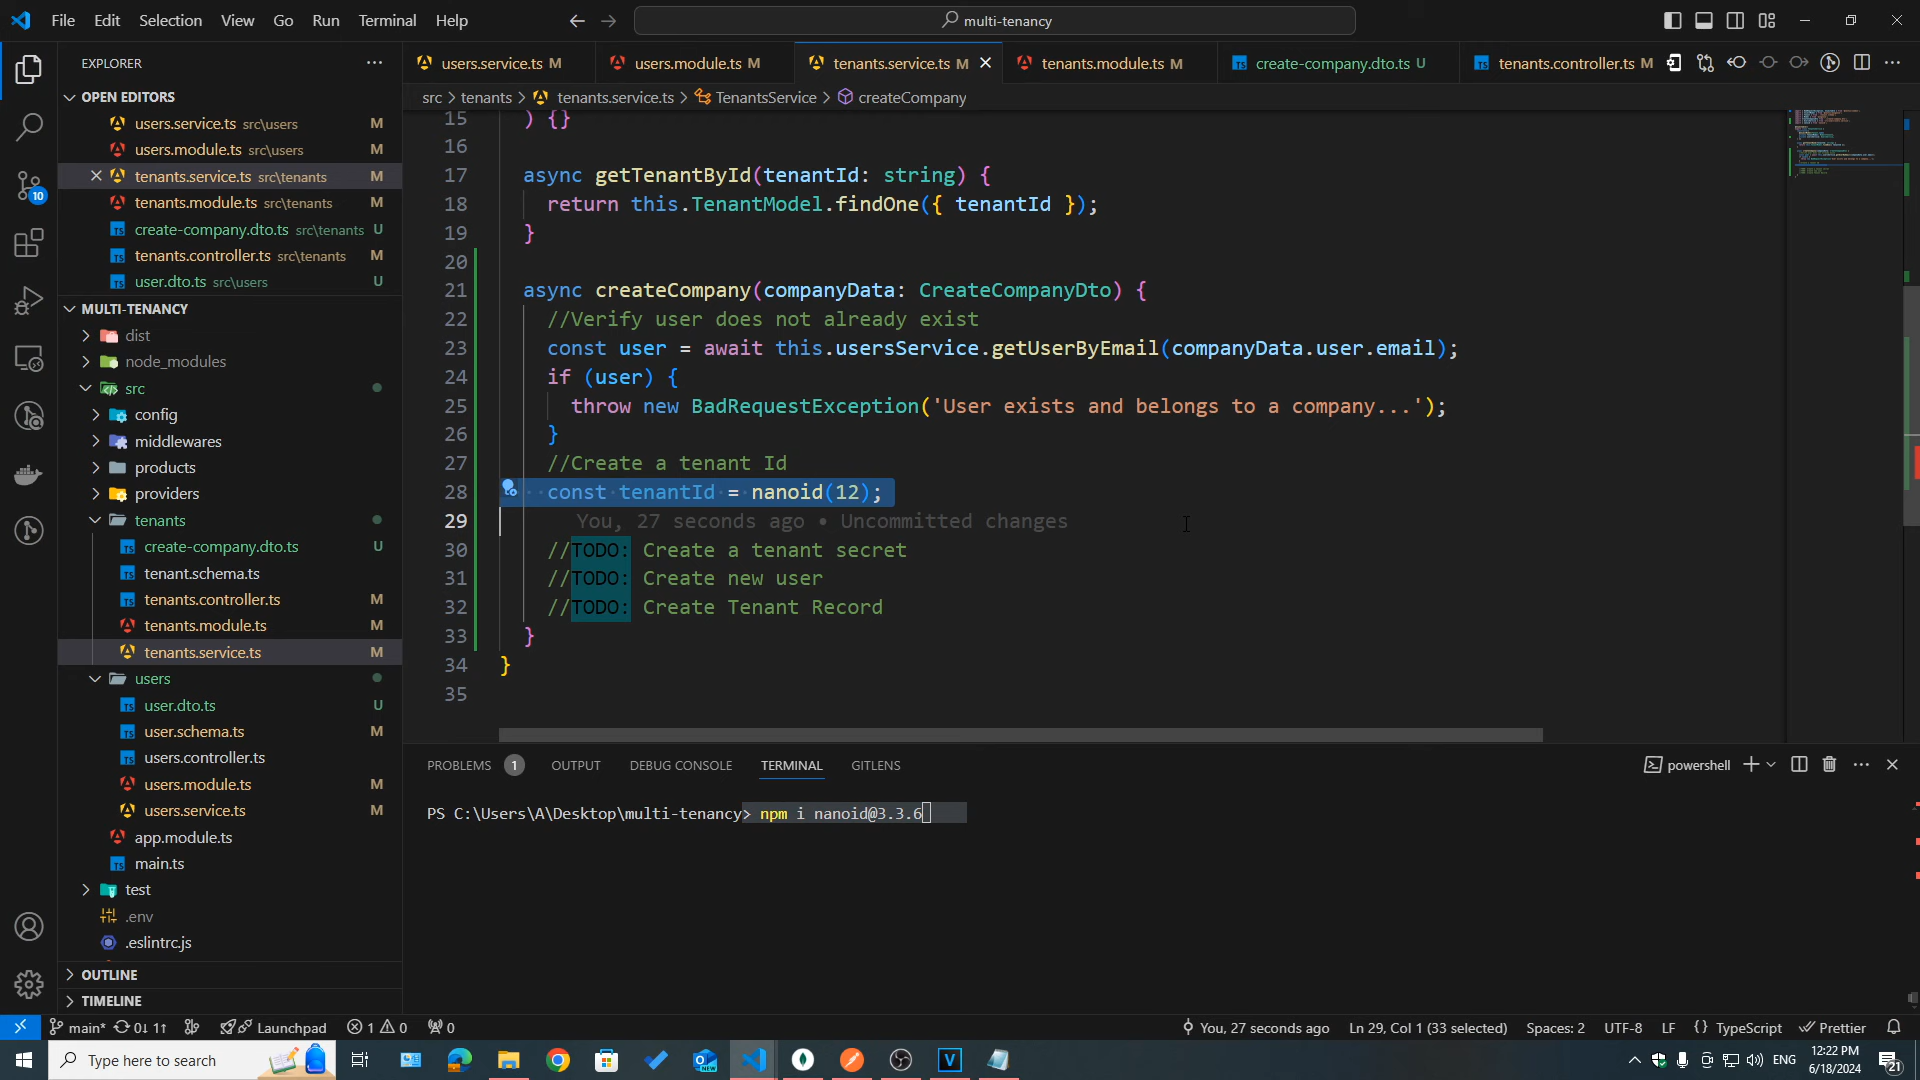 File Edit Selection View Go Run Terminal Help
multi-tenancy
EXPLORER
OPEN EDITORS
users.service.ts src\users M
users.module.ts src\users M
tenants.service.ts src\tenants M
tenants.module.ts src\tenants M
create-company.dto.ts src\tenants U
tenants.controller.ts src\tenants M
user.dto.ts src\users U
MULTI-TENANCY
dist
node_modules
src
config
middlewares
products
providers
tenants
create-company.dto.ts U
tenant.schema.ts
tenants.controller.ts M
tenants.module.ts M
tenants.service.ts M
users
user.dto.ts U
user.schema.ts M
users.controller.ts
users.module.ts M
users.service.ts M
app.module.ts
main.ts
test
.env
.eslintrc.js
OUTLINE
TIMELINE
10
users.service.ts M users.module.ts M tenants.service.ts M tenants.module.ts M create-company.dto.ts U tenants.controller.ts M
src > tenants > tenants.service.ts > TenantsService > createCompany
15 ) {}
16
17 async getTenantById(tenantId: string) {
18 return this.TenantModel.findOne({ tenantId });
19 }
20
21 async createCompany(companyData: CreateCompanyDto) {
22 //Verify user does not already exist
23 const user = await this.usersService.getUserByEmail(companyData.user.email);
24 if (user) {
25 throw new BadRequestException('User exists and belongs to a company...');
26 }
27 //Create a tenant Id
28 const tenantId = nanoid(12);
29 You, 27 seconds ago • Uncommitted changes
30 //TODO: Create a tenant secret
31 //TODO: Create new user
32 //TODO: Create Tenant Record
33 }
34 }
35
PROBLEMS 1 OUTPUT DEBUG CONSOLE TERMINAL GITLENS
powershell
PS C:\Users\A\Desktop\multi-tenancy> npm i nanoid@3.3.6
main* 0↓ 1↑ Launchpad 1 0 0
You, 27 seconds ago Ln 29, Col 1 (33 selected) Spaces: 2 UTF-8 LF {} TypeScript Prettier
Type here to search
ENG
12:22 PM
6/18/2024
21